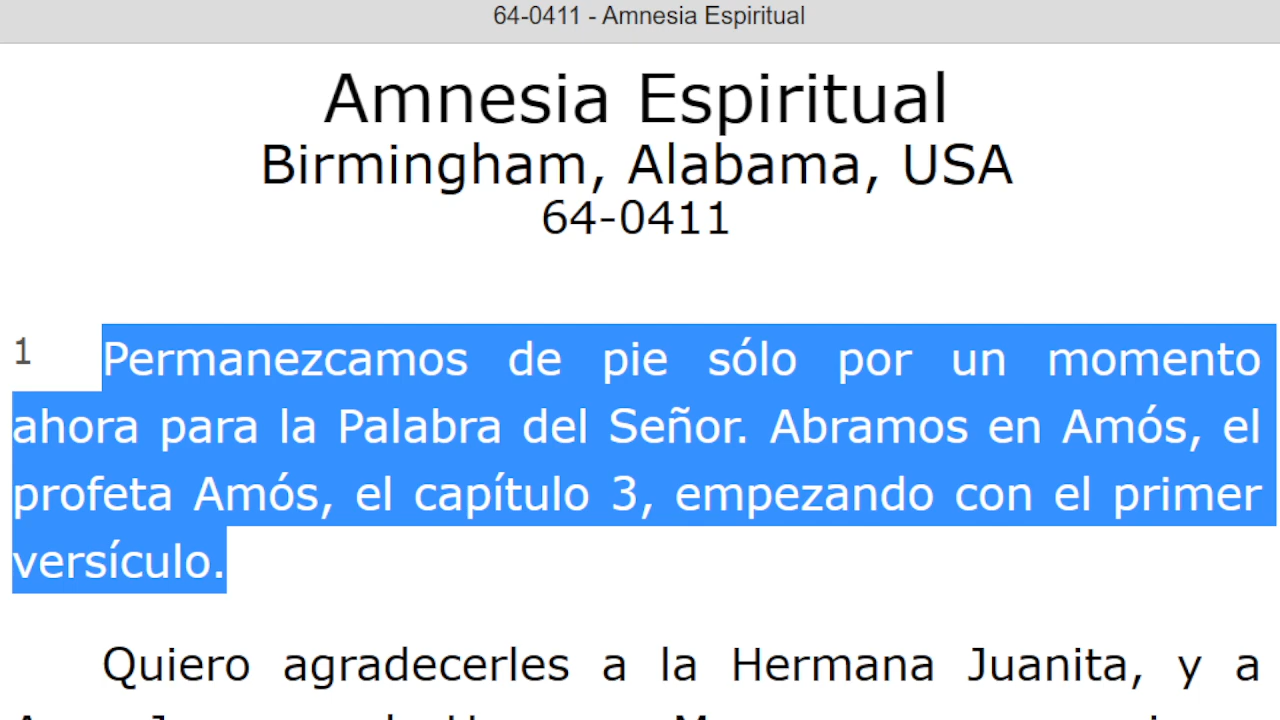 64-0411 - Amnesia Espiritual
Amnesia Espiritual
Birmingham, Alabama, USA
64-0411
1 Permanezcamos de pie sólo por un momento
ahora para la Palabra del Señor. Abramos en Amós, el
profeta Amós, el capítulo 3, empezando con el primer
versículo.
Quiero agradecerles a la Hermana Juanita, y a